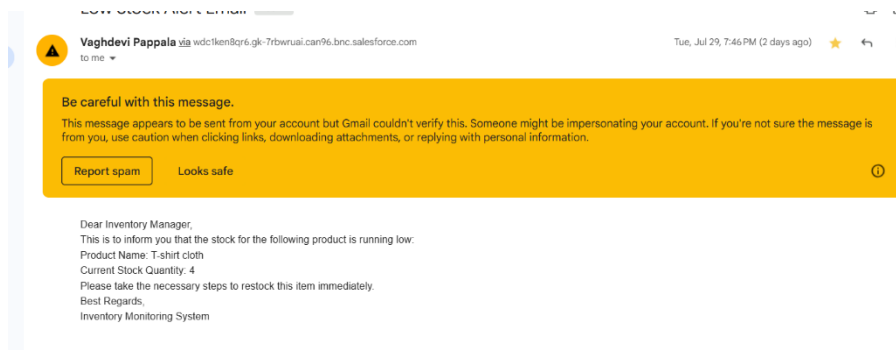 Low Stock Alert Email
Vaghdevi Pappala via wdc1ken8qr6.gk-7rbwruai.can96.bnc.salesforce.com
Tue, Jul 29, 7:46 PM (2 days ago)
to me
Be careful with this message.
This message appears to be sent from your account but Gmail couldn't verify this. Someone might be impersonating your account. If you're not sure the message is
from you, use caution when clicking links, downloading attachments, or replying with personal information.
Report spam
Looks safe
Dear Inventory Manager,
This is to inform you that the stock for the following product is running low:
Product Name: T-shirt cloth
Current Stock Quantity: 4
Please take the necessary steps to restock this item immediately.
Best Regards,
Inventory Monitoring System